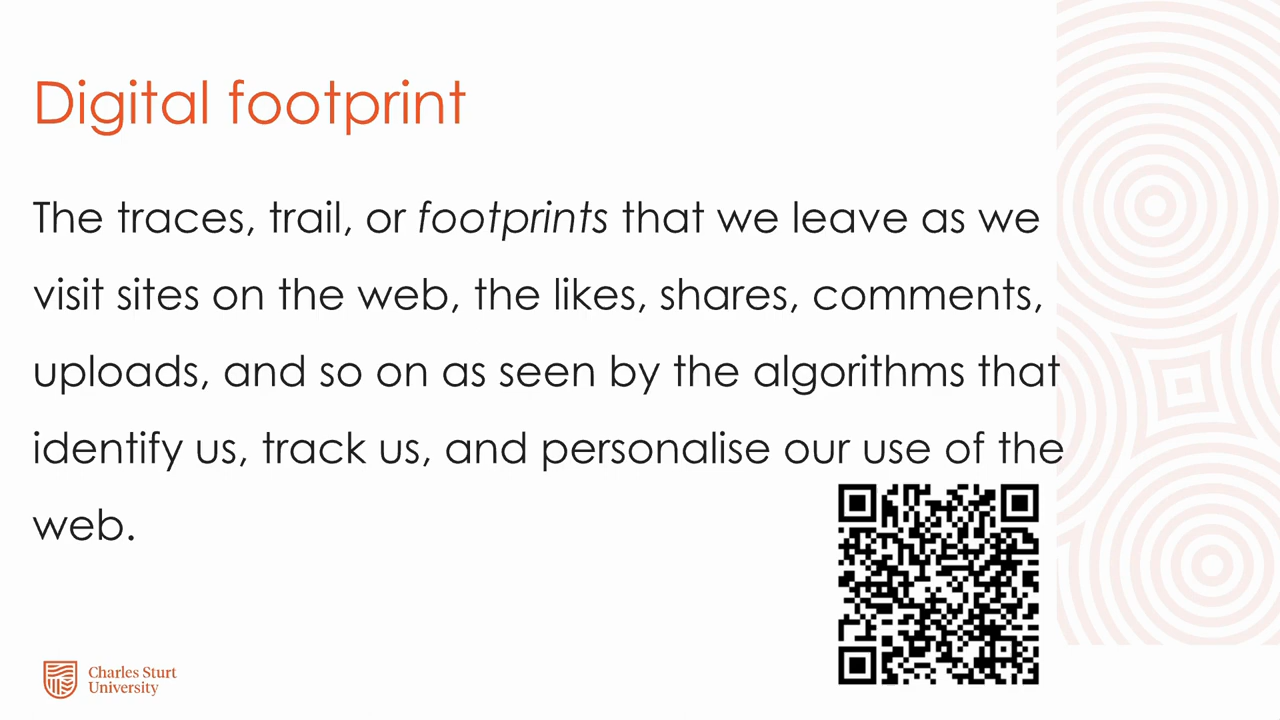 Digital footprint
The traces, trail, or footprints that we leave as we
visit sites on the web, the likes, shares, comments,
uploads, and so on as seen by the algorithms that
identify us, track us, and personalise our use of the
web.
Charles Sturt
University